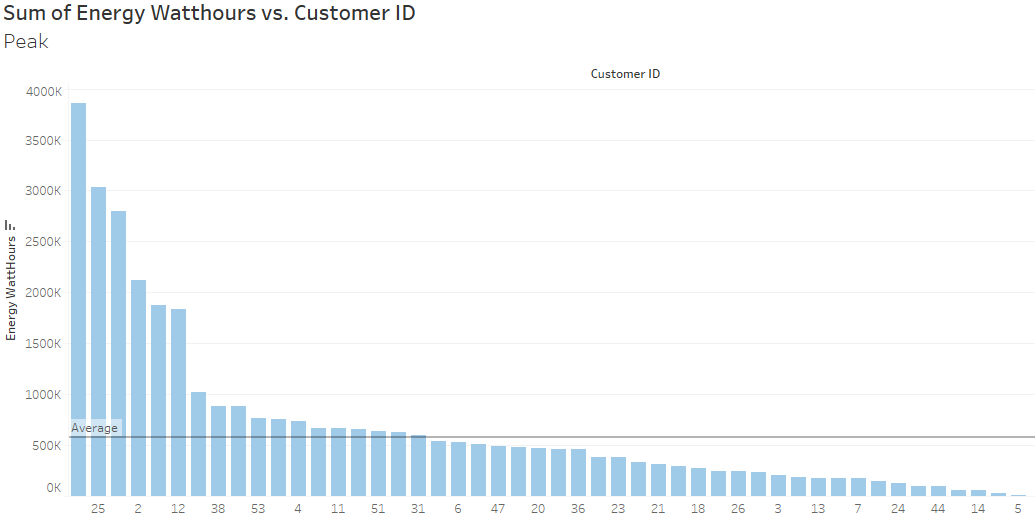 Sum of Energy Watthours vs. Customer ID
Peak
Customer ID
4000K
3500K
3000K
2500K
2000K
1500K
1000K
500K
0K
Energy WattHours
Average
25 2 12 38 53 4 11 51 31 6 47 20 36 23 21 18 26 3 13 7 24 44 14 5